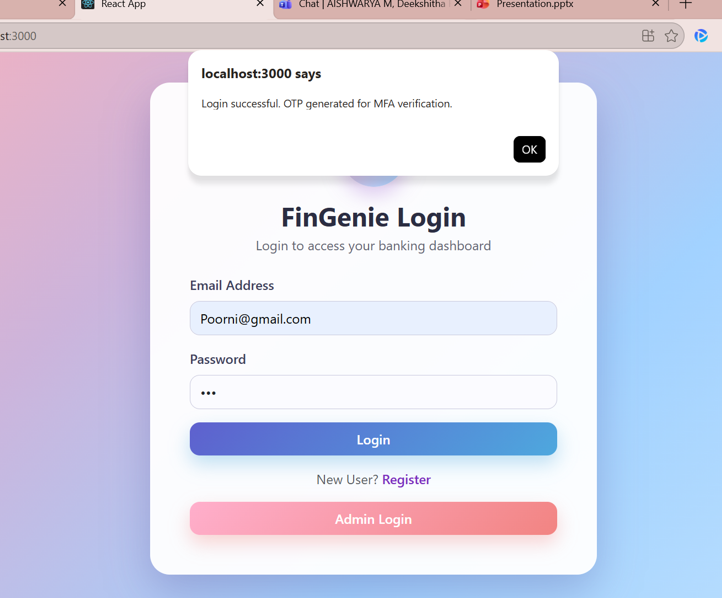 React App
Chat | AISHWARYA M, Deekshitha
Presentation.pptx
st:3000
localhost:3000 says
Login successful. OTP generated for MFA verification.
OK
FinGenie Login
Login to access your banking dashboard
Email Address
Poorni@gmail.com
Password
•••
Login
New User? Register
Admin Login